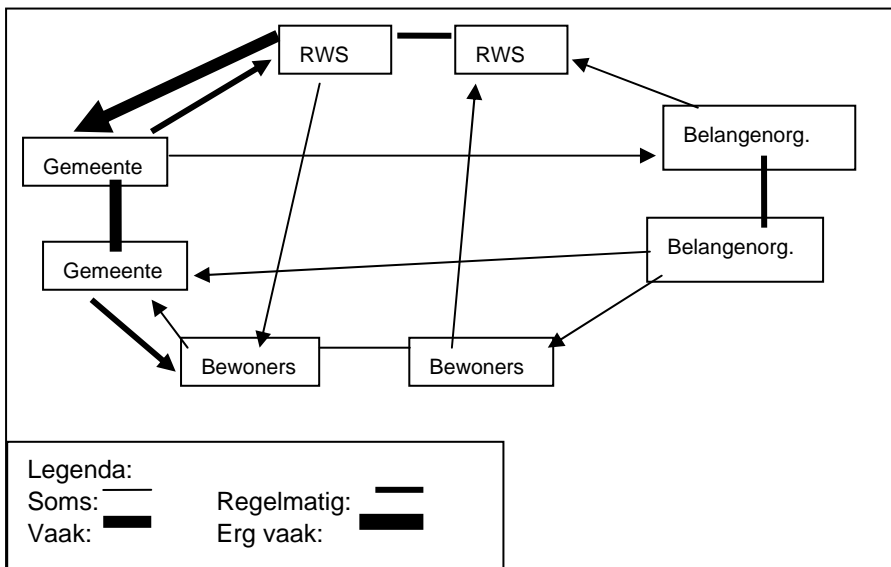 RWS
RWS
Belangenorg.
Gemeente
Belangenorg.
Gemeente
Bewoners
Bewoners
Legenda:
Soms:
Regelmatig:
Vaak:
Erg vaak: